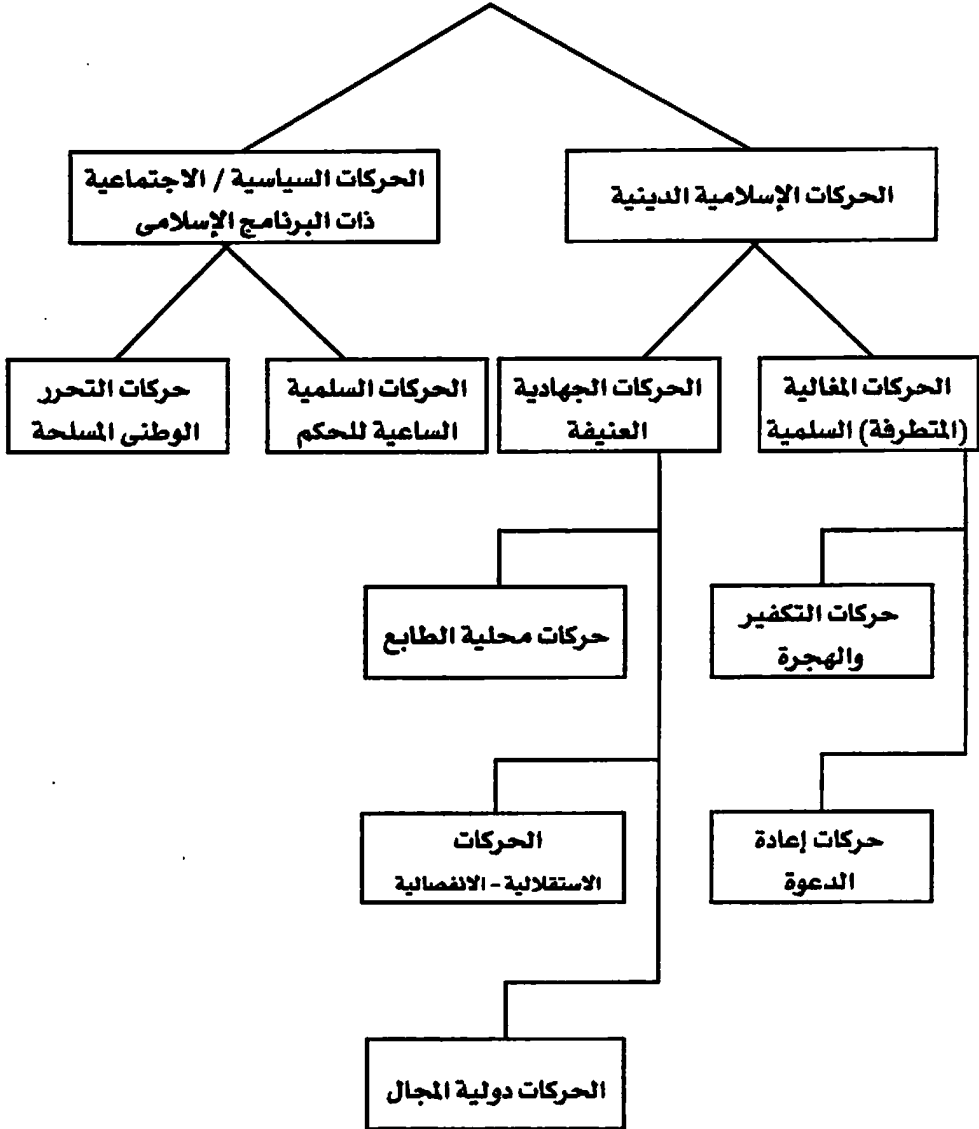 الحركات الإسلامية الدينية
الحركات السياسية / الاجتماعية
ذات البرنامج الإسلامى
الحركات المغالية
(المتطرفة) السلمية
الحركات الجهادية
العنيفة
الحركات السلمية
الساعية للحكم
حركات التحرر
الوطنى المسلحة
حركات التكفير
والهجرة
حركات محلية الطابع
حركات إعادة
الدعوة
الحركات
الاستقلالية - الانفصالية
الحركات دولية المجال